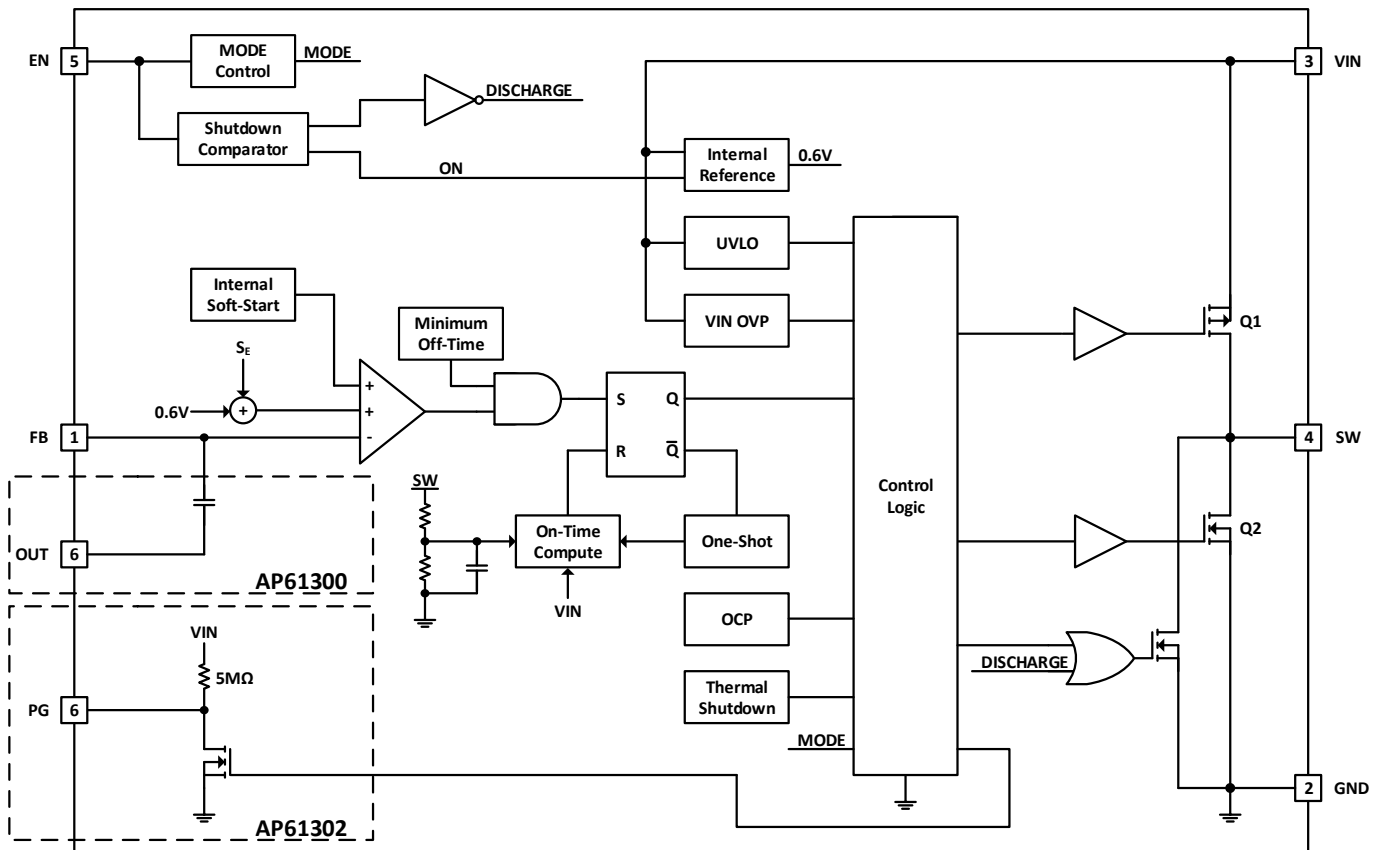 EN
5
MODE
Control
MODE
DISCHARGE
Shutdown
Comparator
ON
3
VIN
Internal
Reference
0.6V
UVLO
VIN OVP
Internal
Soft-Start
Minimum
Off-Time
SE
0.6V
+
+
+
-
FB
1
S
Q
R
Q̅
Control
Logic
Q1
4
SW
Q2
SW
On-Time
Compute
One-Shot
VIN
OUT
6
AP61300
OCP
Thermal
Shutdown
MODE
DISCHARGE
VIN
5MΩ
PG
6
AP61302
2
GND